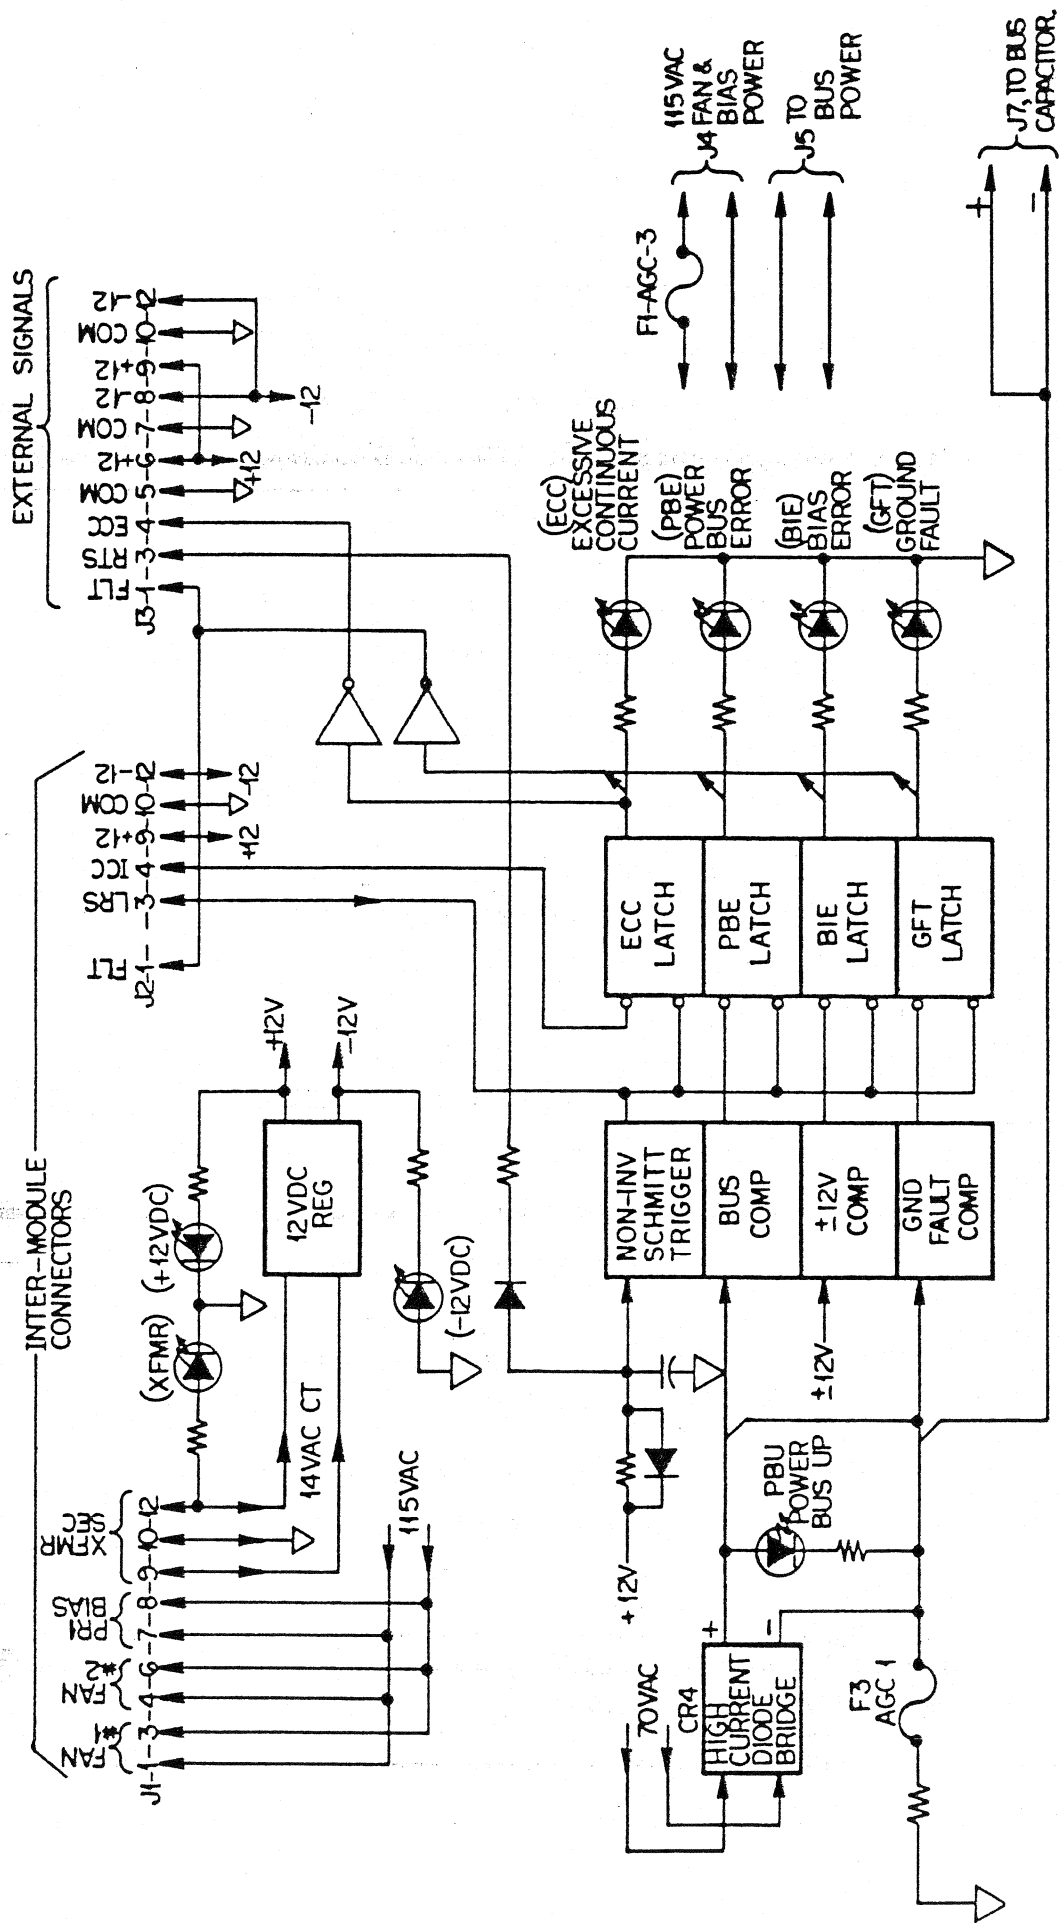 INTER-MODULE
CONNECTORS
EXTERNAL SIGNALS
FAN
#1
FAN
#2
PRI
BIAS
XFMR
SEC
J1-1-3-4-6-7-8-9-10-12
FLT
LRS
ICC
+12
COM
-12
J2-1
-3-4-9-10-12
FLT
RTS
ECC
COM
+12
COM
-12
+12
COM
-12
J3-1-3-4-5-6-7-8-9-10-12
+12
-12
+12
-12
115VAC
14VAC CT
(XFMR)
(+12VDC)
12VDC
REG
+12V
-12V
(-12VDC)
F1-AGC-3
J4
115VAC
FAN &
BIAS
POWER
J5
TO
BUS
POWER
J7, TO BUS
CAPACITOR.
+
-
+12V
NON-INV
SCHMITT
TRIGGER
BUS
COMP
±12V
COMP
GND
FAULT
COMP
±12V
ECC
LATCH
PBE
LATCH
BIE
LATCH
GFT
LATCH
(ECC)
EXCESSIVE
CONTINUOUS
CURRENT
(PBE)
POWER
BUS
ERROR
(BIE)
BIAS
ERROR
(GFT)
GROUND
FAULT
70VAC
CR4
HIGH
CURRENT
DIODE
BRIDGE
+
-
PBU
POWER
BUS UP
F3
AGC 1